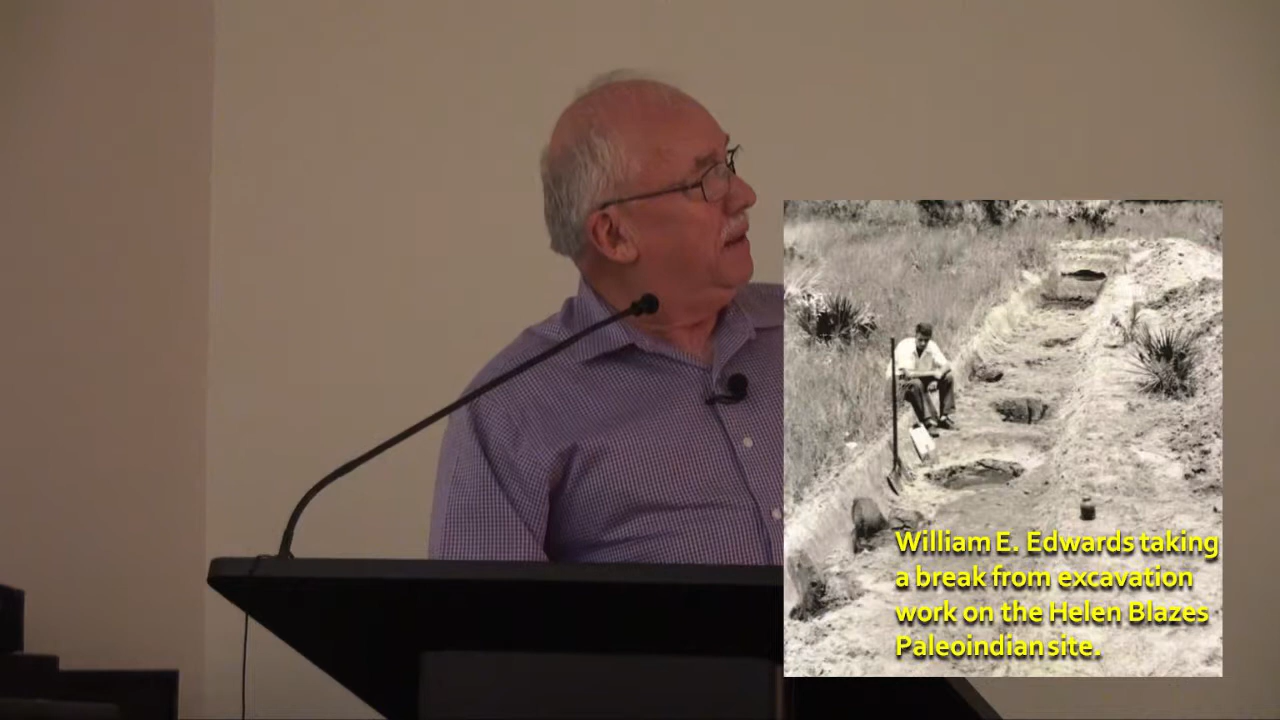 William E. Edwards taking
a break from excavation
work on the Helen Blazes
Paleoindian site.